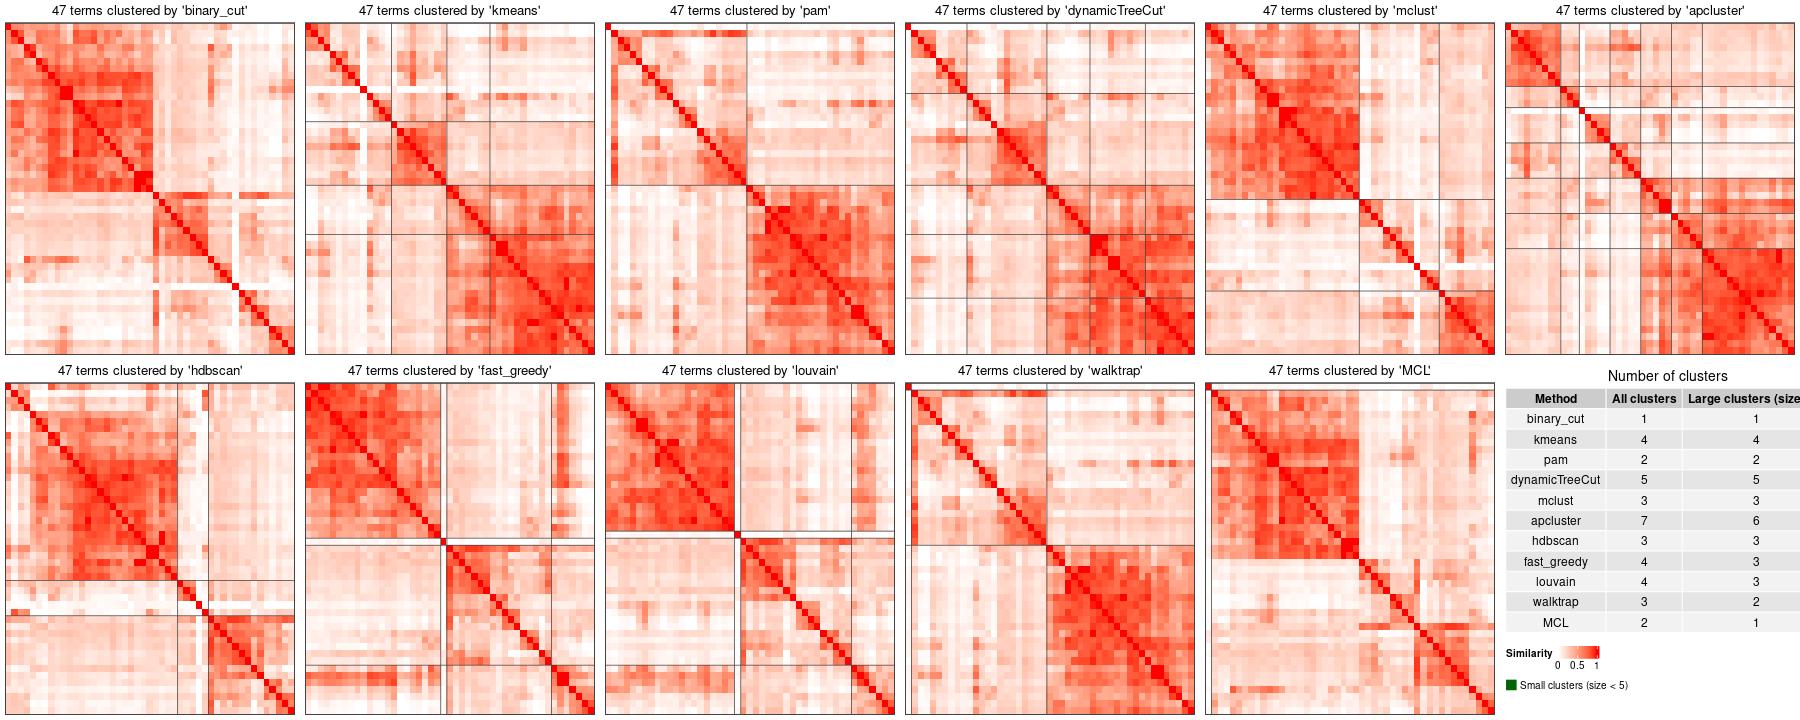 47 terms clustered by 'binary_cut'
47 terms clustered by 'kmeans'
47 terms clustered by 'pam'
47 terms clustered by 'dynamicTreeCut'
47 terms clustered by 'mclust'
47 terms clustered by 'apcluster'
47 terms clustered by 'hdbscan'
47 terms clustered by 'fast_greedy'
47 terms clustered by 'louvain'
47 terms clustered by 'walktrap'
47 terms clustered by 'MCL'
Number of clusters
Method All clusters Large clusters (size
binary_cut 1 1
kmeans 4 4
pam 2 2
dynamicTreeCut 5 5
mclust 3 3
apcluster 7 6
hdbscan 3 3
fast_greedy 4 3
louvain 4 3
walktrap 3 2
MCL 2 1
Similarity
0 0.5 1
Small clusters (size < 5)